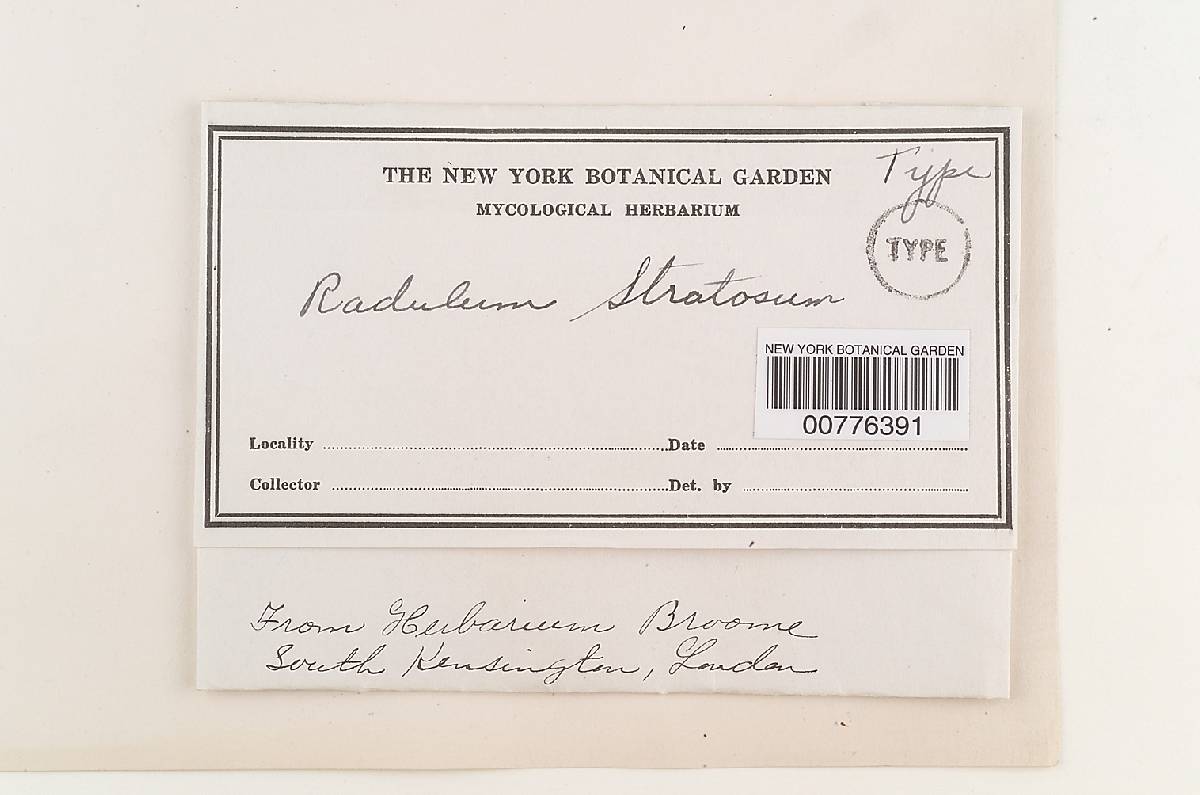 THE NEW YORK BOTANICAL GARDEN
Type
MYCOLOGICAL HERBARIUM
TYPE
Radulum Stratosum
NEW YORK BOTANICAL GARDEN
00776391
Locality Date
Collector Det. by
From Herbarium Broome
South Kensington, London